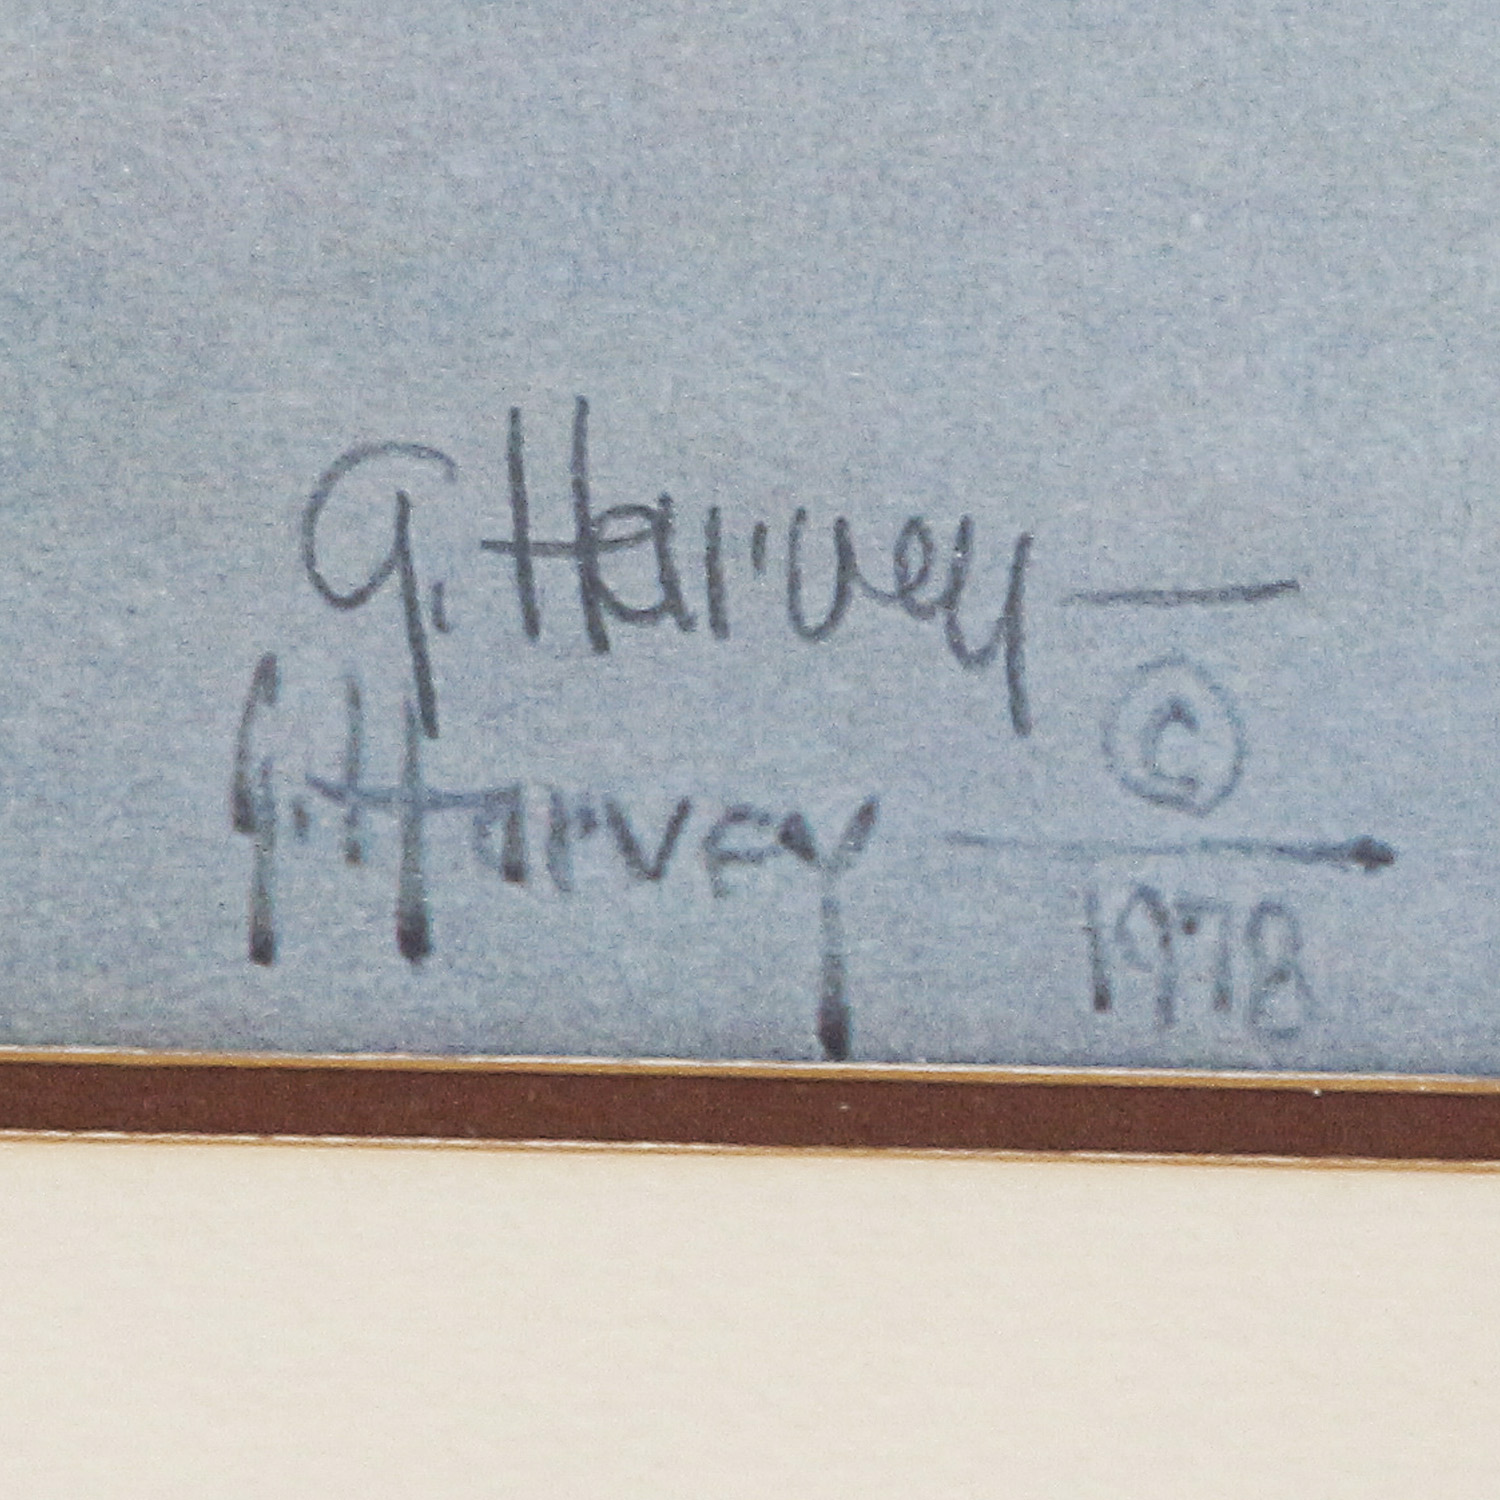 G. Harvey —
©
G. Harvey —
1978